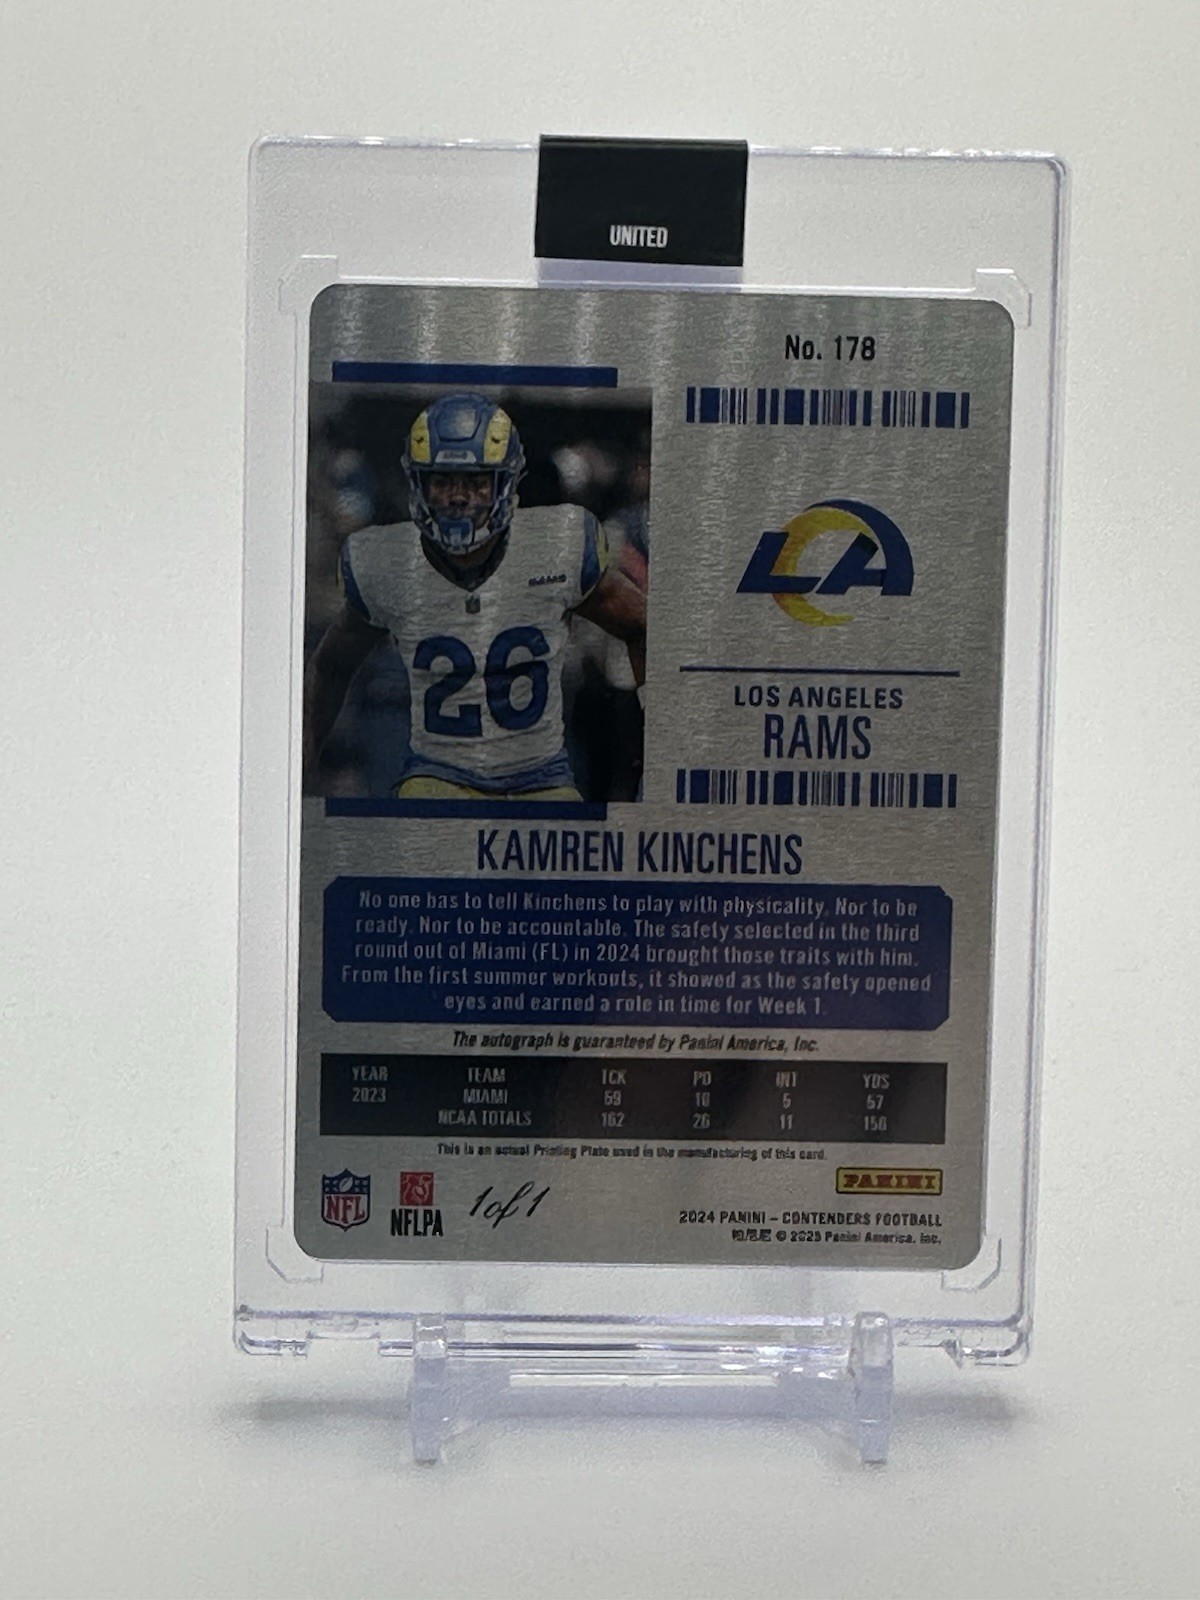 UNITED
No. 178
RAMS
26
LA
LOS ANGELES
RAMS
KAMREN KINCHENS
No one has to tell Kinchens to play with physicality. Nor to be
ready. Nor to be accountable. The safety selected in the third
round out of Miami (FL) in 2024 brought those traits with him.
From the first summer workouts, it showed as the safety opened
eyes and earned a role in time for Week 1.
The autograph is guaranteed by Panini America, Inc.
YEAR TEAM TCK PD INT YDS
2023 MIAMI 59 10 5 57
NCAA TOTALS 162 26 11 150
This is an actual Printing Plate used in the manufacturing of this card.
NFL
NFLPA
1 of 1
PANINI
2024 PANINI – CONTENDERS FOOTBALL
© 2025 Panini America, Inc.